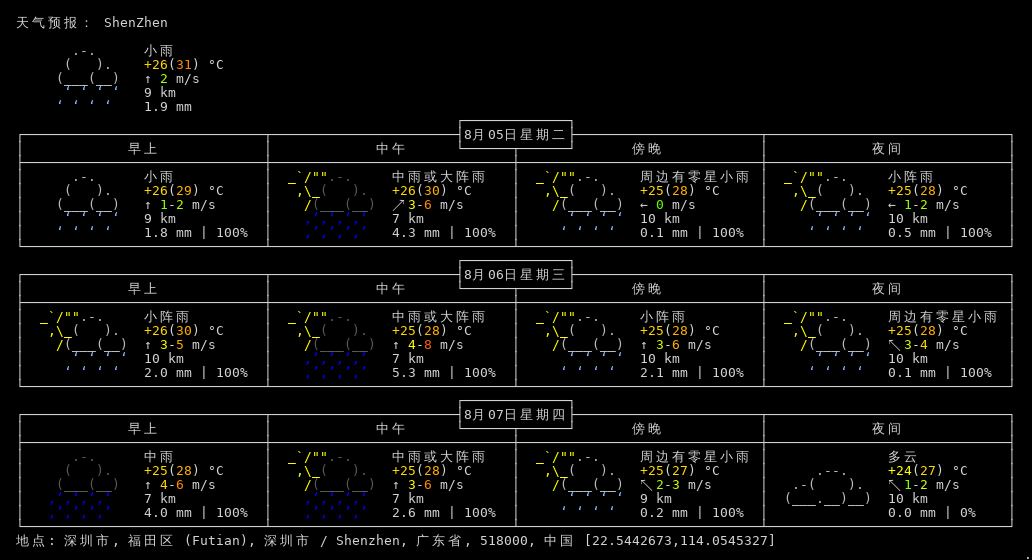 天气预报： ShenZhen
小雨
+26(31) °C
↑ 2 m/s
9 km
1.9 mm
8月05日星期二
早上 中午 傍晚 夜间
小雨 中雨或大阵雨 周边有零星小雨 小阵雨
+26(29) °C +26(30) °C +25(28) °C +25(28) °C
↑ 1-2 m/s ↗ 3-6 m/s ← 0 m/s ← 1-2 m/s
9 km 7 km 10 km 10 km
1.8 mm | 100% 4.3 mm | 100% 0.1 mm | 100% 0.5 mm | 100%
8月06日星期三
早上 中午 傍晚 夜间
小阵雨 中雨或大阵雨 小阵雨 周边有零星小雨
+26(30) °C +25(28) °C +25(28) °C +25(28) °C
↑ 3-5 m/s ↑ 4-8 m/s ↑ 3-6 m/s ↖ 3-4 m/s
10 km 7 km 10 km 10 km
2.0 mm | 100% 5.3 mm | 100% 2.1 mm | 100% 0.1 mm | 100%
8月07日星期四
早上 中午 傍晚 夜间
中雨 中雨或大阵雨 周边有零星小雨 多云
+25(28) °C +25(28) °C +25(27) °C +24(27) °C
↑ 4-6 m/s ↑ 3-6 m/s ↖ 2-3 m/s ↖ 1-2 m/s
7 km 7 km 9 km 10 km
4.0 mm | 100% 2.6 mm | 100% 0.2 mm | 100% 0.0 mm | 0%
地点: 深圳市, 福田区 (Futian), 深圳市 / Shenzhen, 广东省, 518000, 中国 [22.5442673,114.0545327]